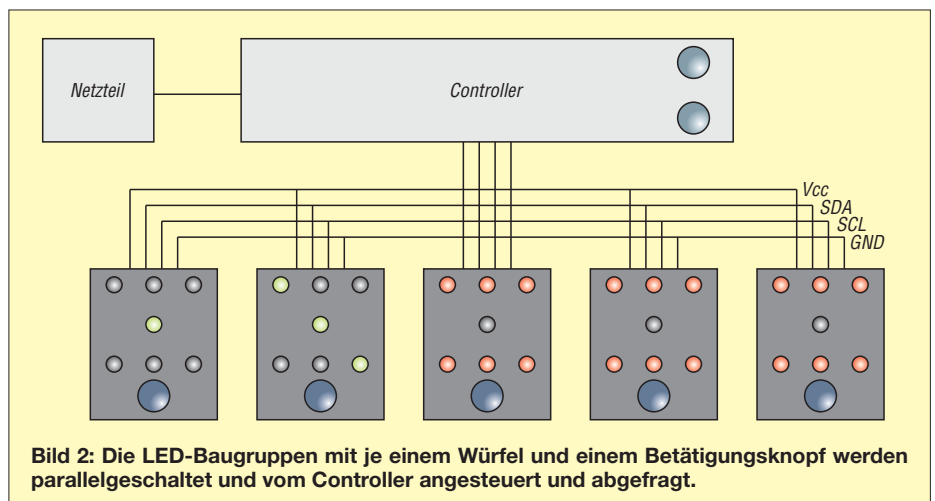 Netzteil
Controller
Vcc
SDA
SCL
GND
Bild 2: Die LED-Baugruppen mit je einem Würfel und einem Betätigungsknopf werden
parallelgeschaltet und vom Controller angesteuert und abgefragt.